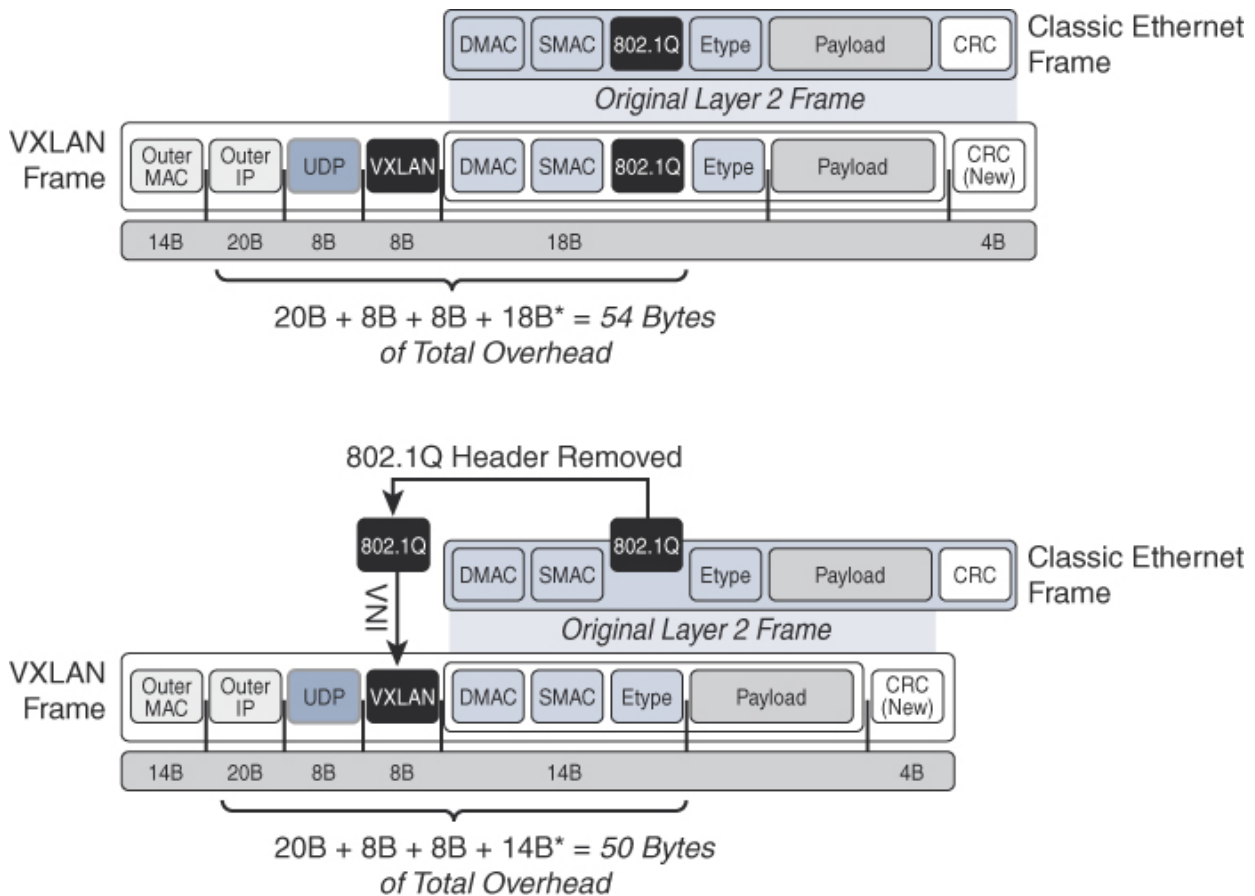 DMAC SMAC 802.1Q Etype Payload CRC
Classic Ethernet
Frame
Original Layer 2 Frame
VXLAN
Frame
Outer
MAC
Outer
IP
UDP VXLAN DMAC SMAC 802.1Q Etype Payload
CRC
(New)
14B 20B 8B 8B 18B 4B
20B + 8B + 8B + 18B* = 54 Bytes
of Total Overhead
802.1Q Header Removed
802.1Q
802.1Q
VNI
DMAC SMAC Etype Payload CRC
Classic Ethernet
Frame
Original Layer 2 Frame
VXLAN
Frame
Outer
MAC
Outer
IP
UDP VXLAN DMAC SMAC Etype Payload
CRC
(New)
14B 20B 8B 8B 14B 4B
20B + 8B + 8B + 14B* = 50 Bytes
of Total Overhead